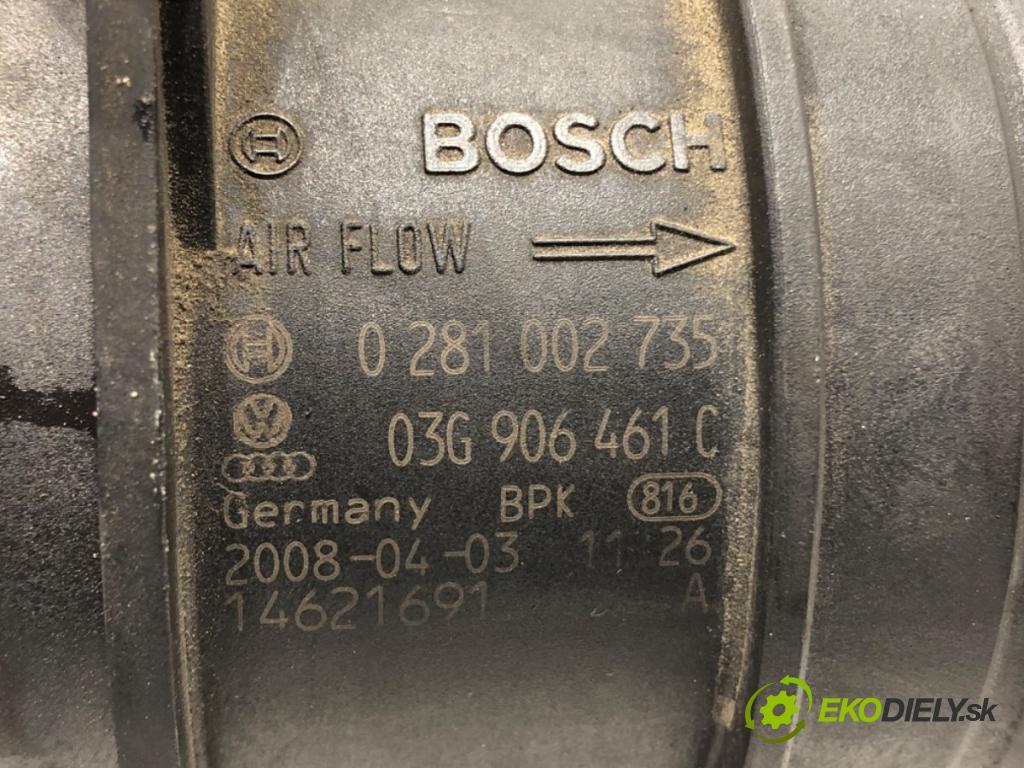 BOSCH
AIR FLOW
0 281 002 735
03G 906 461 C
Germany BPK 816
2008-04-03 11 26
14621691 A
EKODIELY.sk